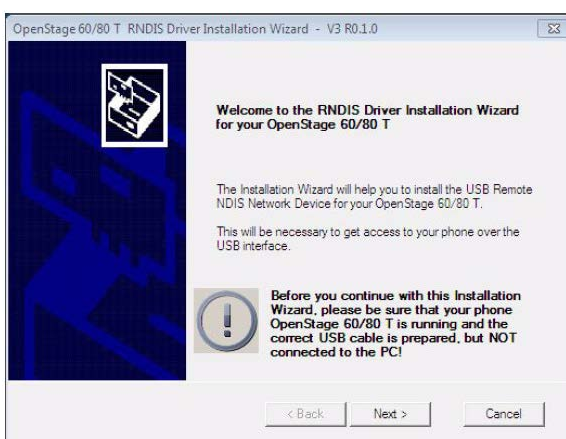 OpenStage 60/80 T RNDIS Driver Installation Wizard - V3 R0.1.0
Welcome to the RNDIS Driver Installation Wizard
for your OpenStage 60/80 T
The Installation Wizard will help you to install the USB Remote
NDIS Network Device for your OpenStage 60/80 T.
This will be necessary to get access to your phone over the
USB interface.
Before you continue with this Installation
Wizard, please be sure that your phone
OpenStage 60/80 T is running and the
correct USB cable is prepared, but NOT
connected to the PC!
< Back
Next >
Cancel